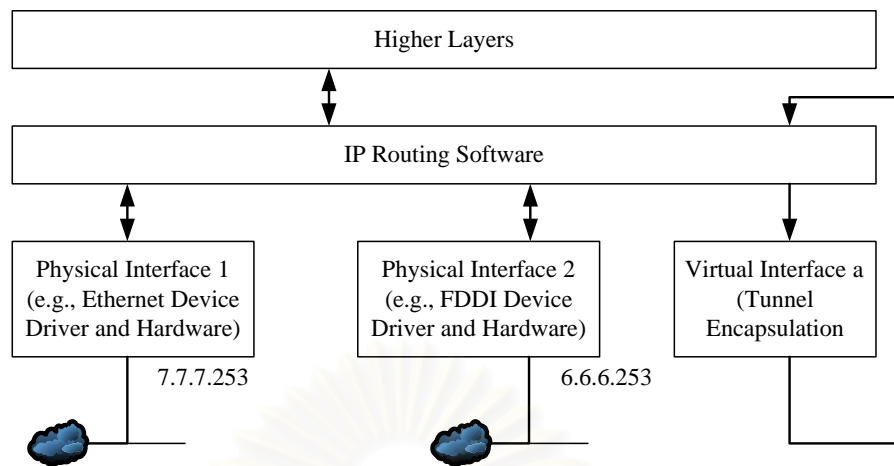 Higher Layers
IP Routing Software
Physical Interface 1
(e.g., Ethernet Device
Driver and Hardware)
Physical Interface 2
(e.g., FDDI Device
Driver and Hardware)
Virtual Interface a
(Tunnel
Encapsulation
7.7.7.253
6.6.6.253